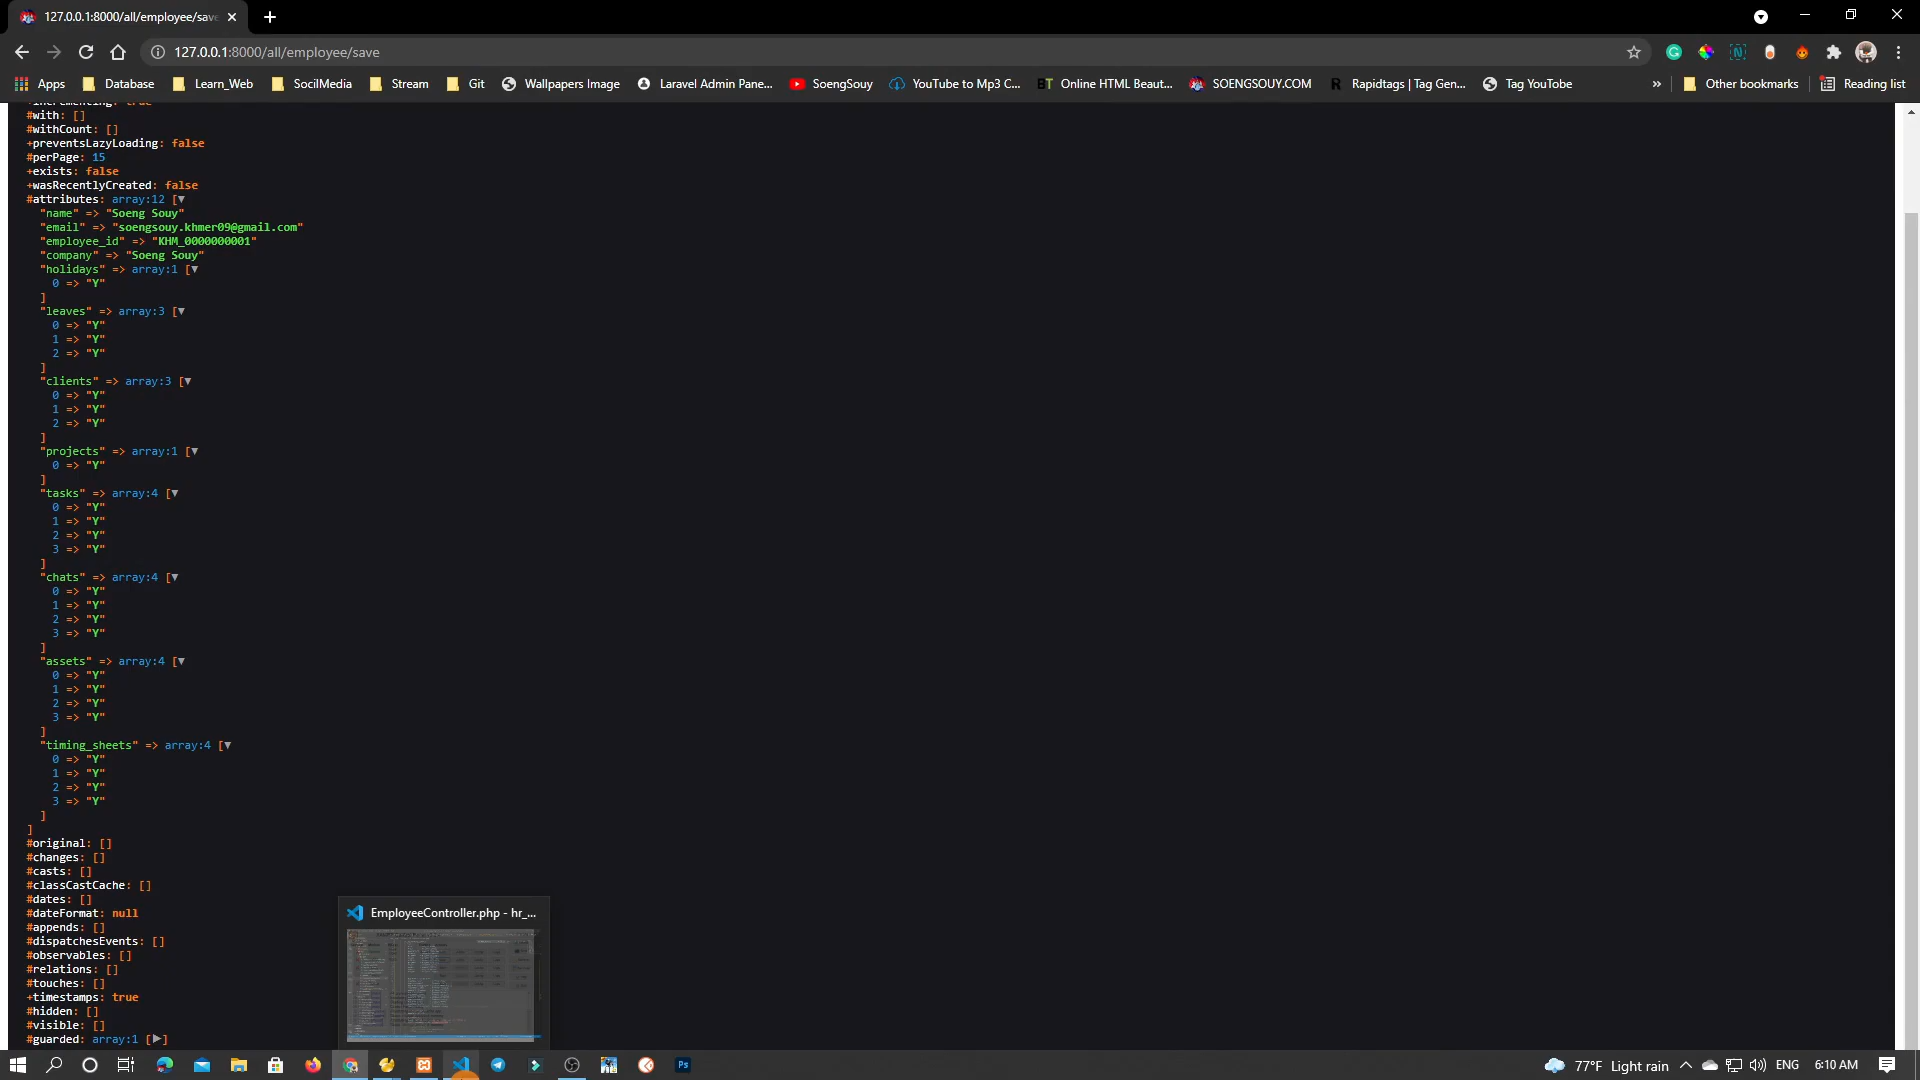 127.0.0.1:8000/all/employee/save
127.0.0.1:8000/all/employee/save
Apps
Database
Learn_Web
SocilMedia
Stream
Git
Wallpapers Image
Laravel Admin Pane...
SoengSouy
YouTube to Mp3 C...
Online HTML Beaut...
SOENGSOUY.COM
Rapidtags | Tag Gen...
Tag YouTube
»
Other bookmarks
Reading list
+incrementing: true
#with: []
#withCount: []
+preventsLazyLoading: false
#perPage: 15
+exists: false
+wasRecentlyCreated: false
#attributes: array:12 [▼
"name" => "Soeng Souy"
"email" => "soengsouy.khmer09@gmail.com"
"employee_id" => "KHM_0000000001"
"company" => "Soeng Souy"
"holidays" => array:1 [▼
0 => "Y"
]
"leaves" => array:3 [▼
0 => "Y"
1 => "Y"
2 => "Y"
]
"clients" => array:3 [▼
0 => "Y"
1 => "Y"
2 => "Y"
]
"projects" => array:1 [▼
0 => "Y"
]
"tasks" => array:4 [▼
0 => "Y"
1 => "Y"
2 => "Y"
3 => "Y"
]
"chats" => array:4 [▼
0 => "Y"
1 => "Y"
2 => "Y"
3 => "Y"
]
"assets" => array:4 [▼
0 => "Y"
1 => "Y"
2 => "Y"
3 => "Y"
]
"timing_sheets" => array:4 [▼
0 => "Y"
1 => "Y"
2 => "Y"
3 => "Y"
]
]
#original: []
#changes: []
#casts: []
#classCastCache: []
#dates: []
#dateFormat: null
#appends: []
#dispatchesEvents: []
#observables: []
#relations: []
#touches: []
+timestamps: true
#hidden: []
#visible: []
#guarded: array:1 [▶]
EmployeeController.php - hr_...
77°F Light rain
ENG
6:10 AM